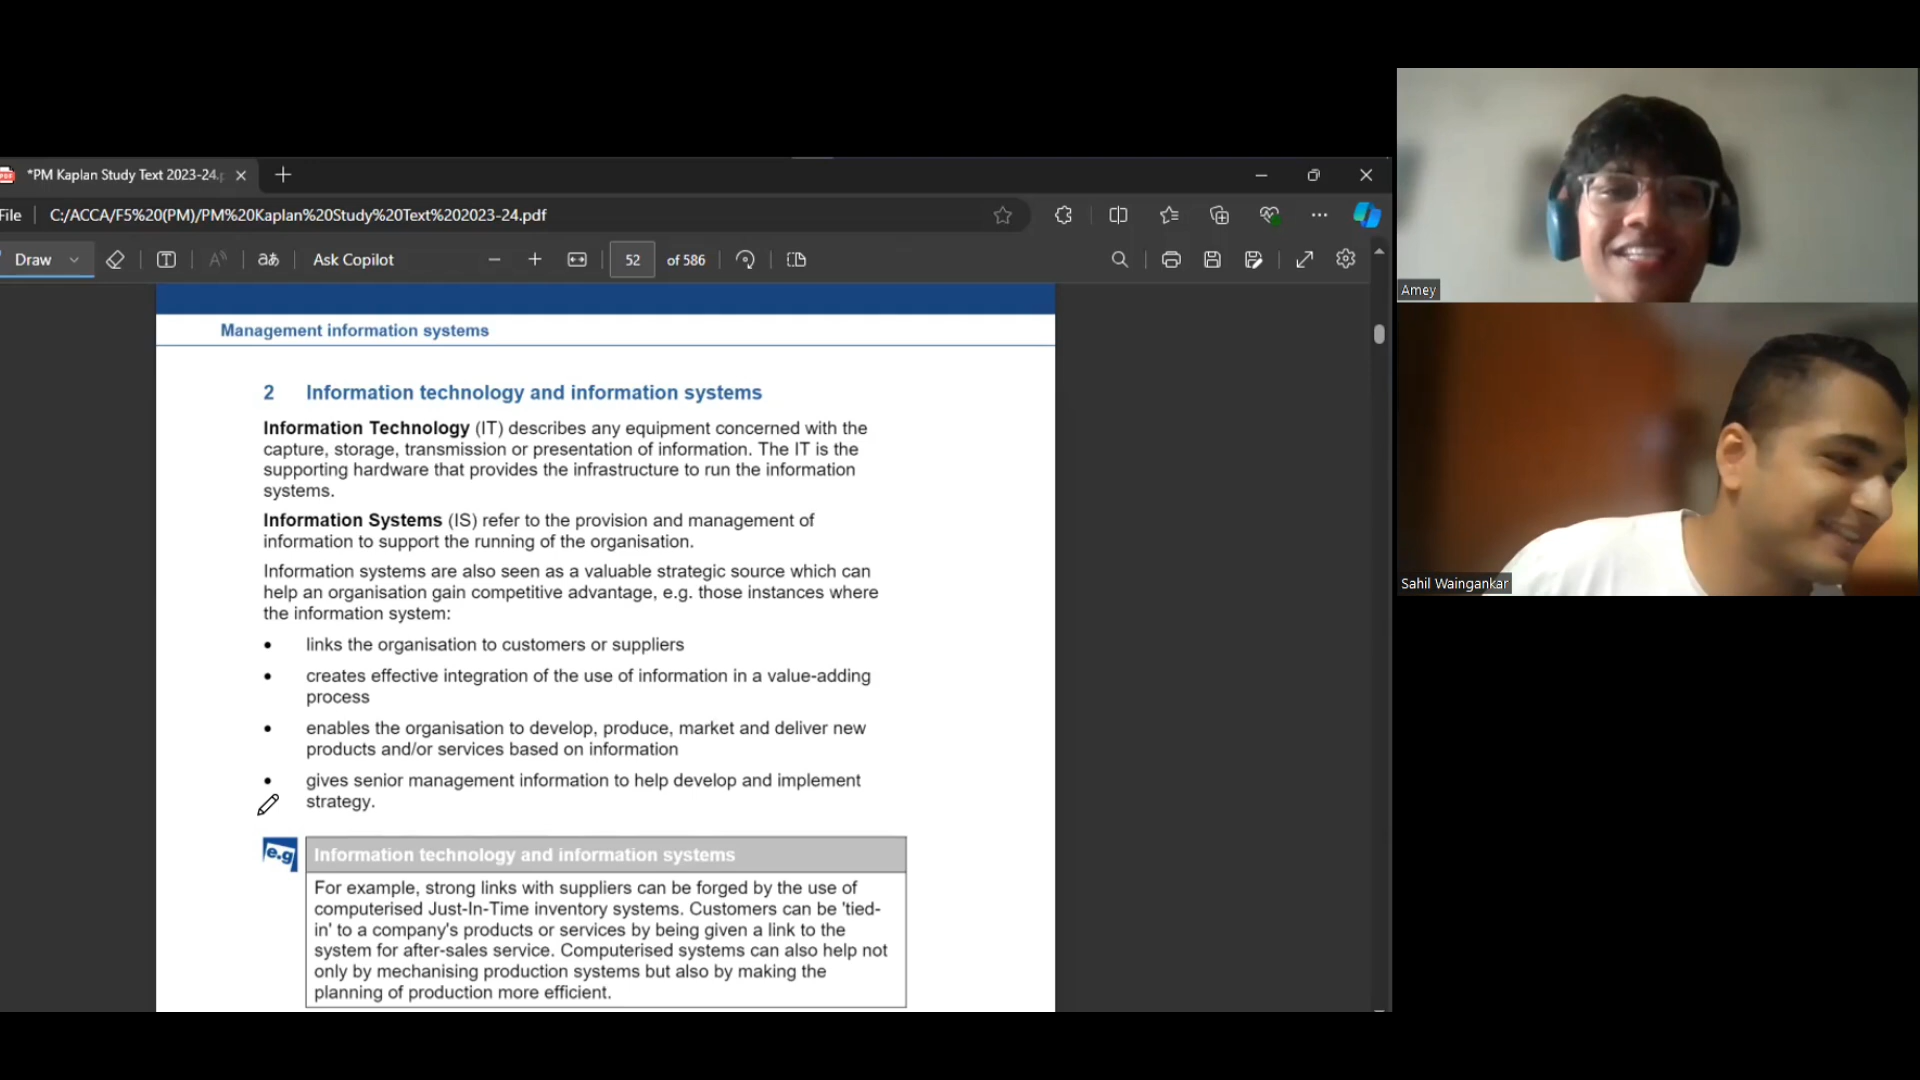 *PM Kaplan Study Text 2023-24.p
File
C:/ACCA/F5%20(PM)/PM%20Kaplan%20Study%20Text%202023-24.pdf
Draw
aあ
Ask Copilot
52
of 586
Management information systems
2 Information technology and information systems
Information Technology (IT) describes any equipment concerned with the
capture, storage, transmission or presentation of information. The IT is the
supporting hardware that provides the infrastructure to run the information
systems.
Information Systems (IS) refer to the provision and management of
information to support the running of the organisation.
Information systems are also seen as a valuable strategic source which can
help an organisation gain competitive advantage, e.g. those instances where
the information system:
• links the organisation to customers or suppliers
• creates effective integration of the use of information in a value-adding
process
• enables the organisation to develop, produce, market and deliver new
products and/or services based on information
• gives senior management information to help develop and implement
strategy.
e.g
Information technology and information systems
For example, strong links with suppliers can be forged by the use of
computerised Just-In-Time inventory systems. Customers can be 'tied-
in' to a company's products or services by being given a link to the
system for after-sales service. Computerised systems can also help not
only by mechanising production systems but also by making the
planning of production more efficient.
Amey
Sahil Waingankar